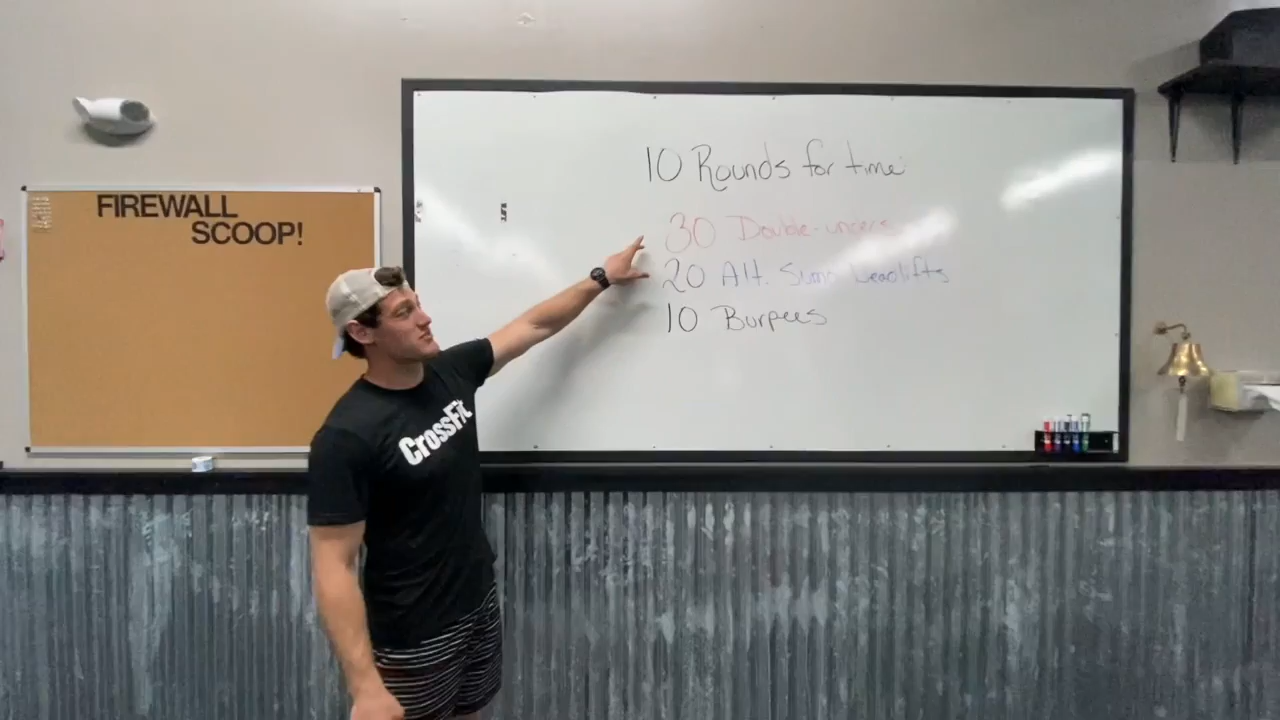 FIREWALL
SCOOP!
10 Rounds for time:
30 Double-unders
20 Alt. Sumo Deadlifts
10 Burpees
CrossFit